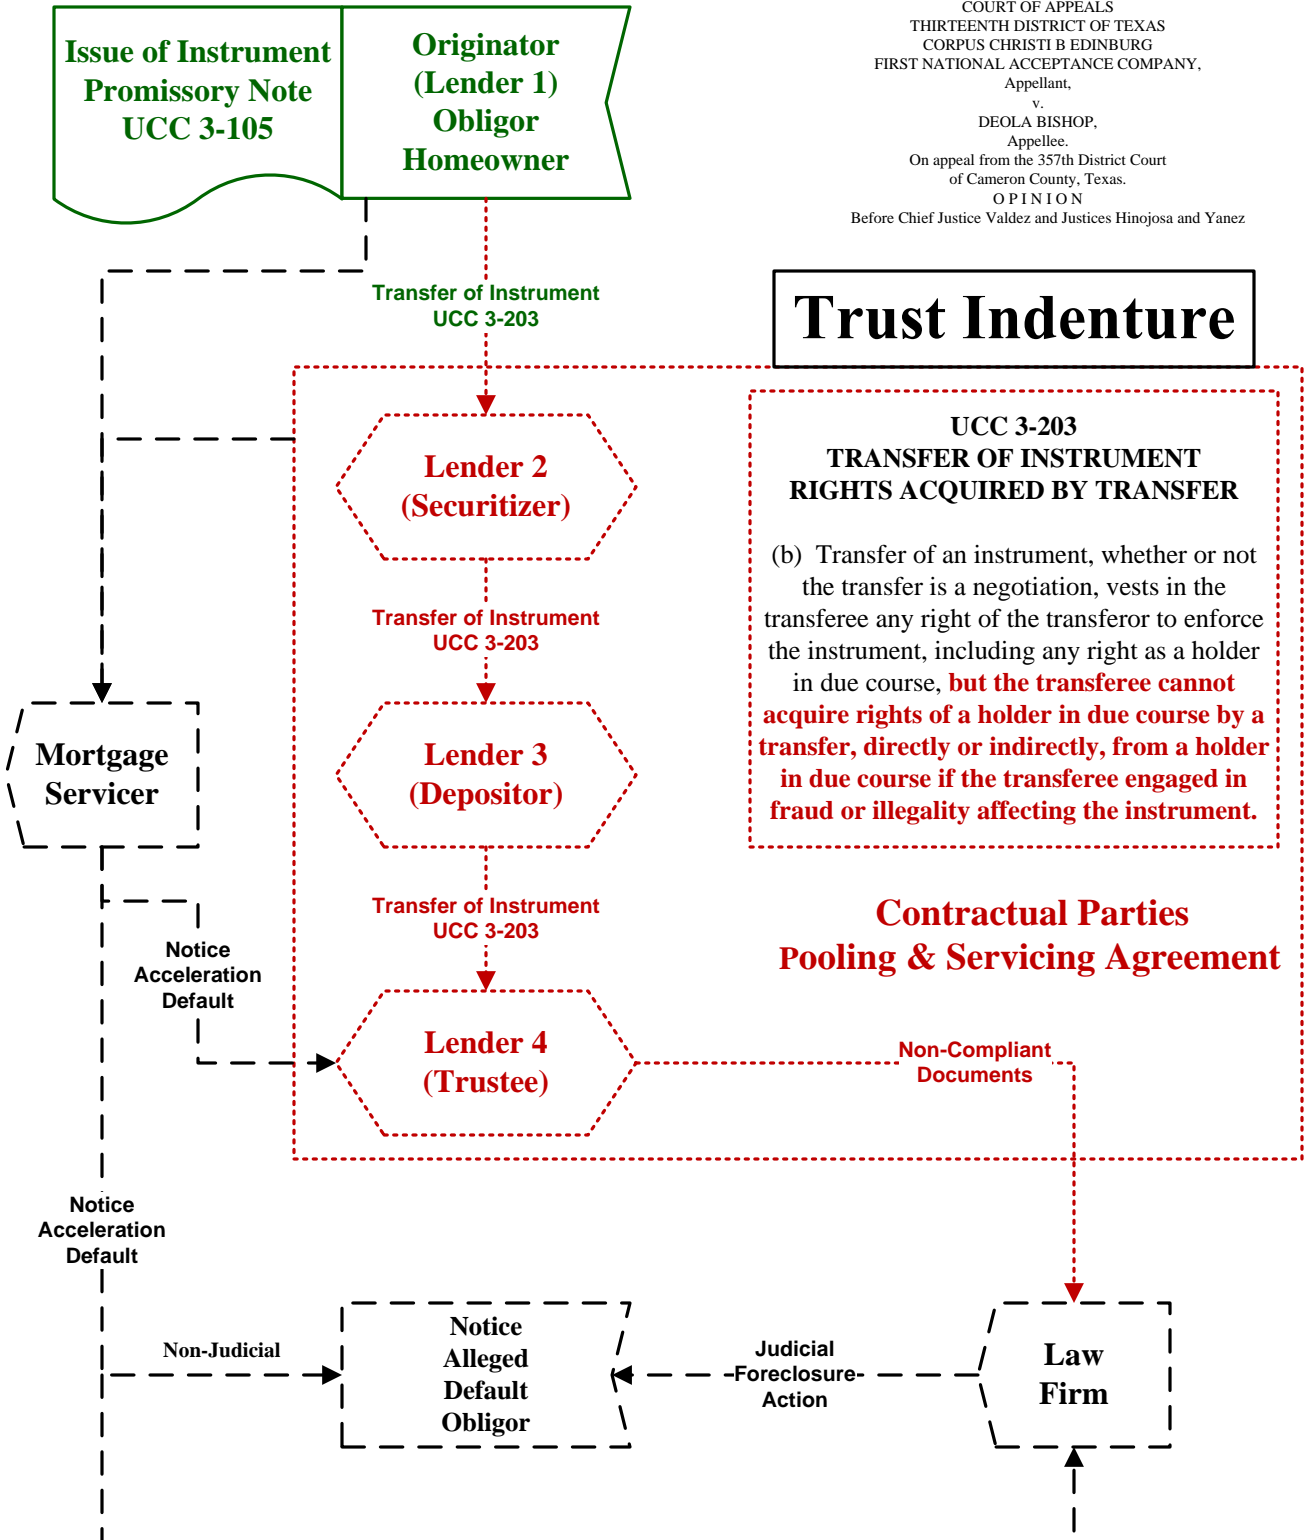 COURT OF APPEALS
THIRTEENTH DISTRICT OF TEXAS
CORPUS CHRISTI B EDINBURG
FIRST NATIONAL ACCEPTANCE COMPANY,
Appellant,
v.
DEOLA BISHOP,
Appellee.
On appeal from the 357th District Court
of Cameron County, Texas.
O P I N I O N
Before Chief Justice Valdez and Justices Hinojosa and Yanez
Issue of Instrument
Promissory Note
UCC 3-105
Originator
(Lender 1)
Obligor
Homeowner
Transfer of Instrument
UCC 3-203
Trust Indenture
Lender 2
(Securitizer)
UCC 3-203
TRANSFER OF INSTRUMENT
RIGHTS ACQUIRED BY TRANSFER
(b) Transfer of an instrument, whether or not
the transfer is a negotiation, vests in the
transferee any right of the transferor to enforce
the instrument, including any right as a holder
in due course, but the transferee cannot
acquire rights of a holder in due course by a
transfer, directly or indirectly, from a holder
in due course if the transferee engaged in
fraud or illegality affecting the instrument.
Transfer of Instrument
UCC 3-203
Mortgage
Servicer
Lender 3
(Depositor)
Transfer of Instrument
UCC 3-203
Contractual Parties
Pooling & Servicing Agreement
Notice
Acceleration
Default
Lender 4
(Trustee)
Non-Compliant
Documents
Notice
Acceleration
Default
Non-Judicial
Notice
Alleged
Default
Obligor
Judicial
Foreclosure
Action
Law
Firm